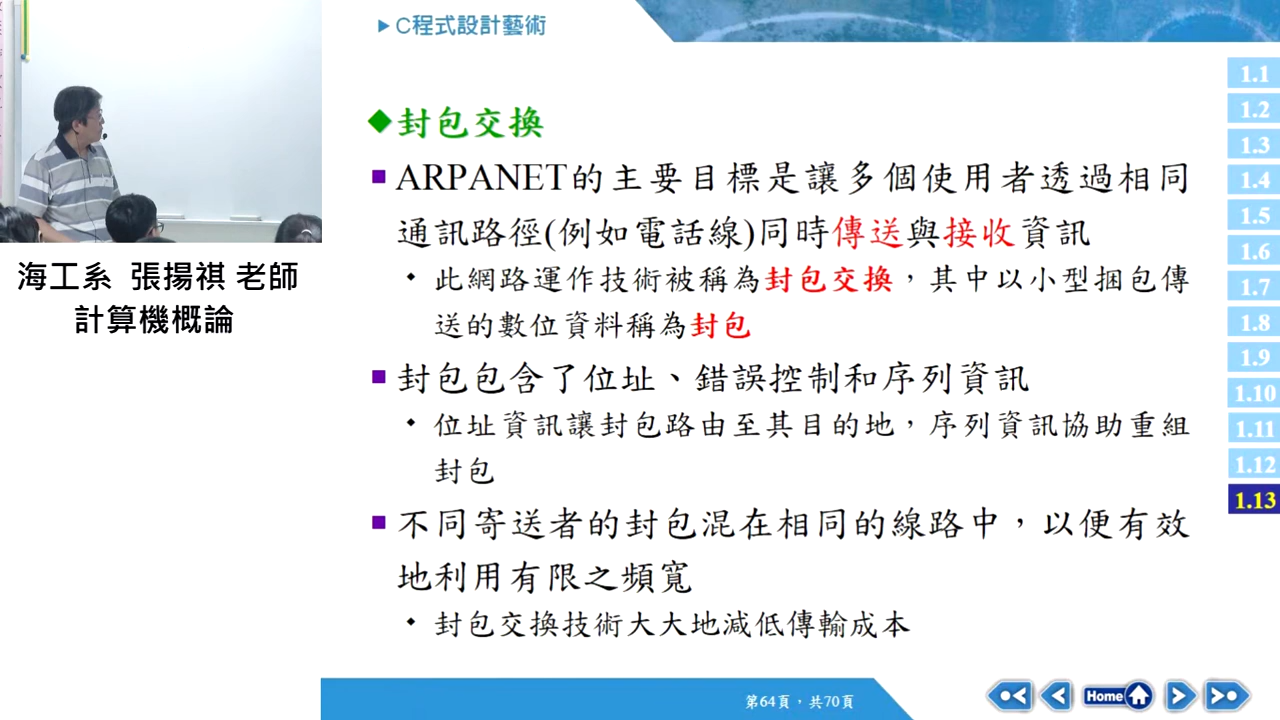 C程式設計藝術
封包交換
ARPANET的主要目標是讓多個使用者透過相同
通訊路徑(例如電話線)同時傳送與接收資訊
此網路運作技術被稱為封包交換，其中以小型捆包傳
送的數位資料稱為封包
封包包含了位址、錯誤控制和序列資訊
位址資訊讓封包路由至其目的地，序列資訊協助重組
封包
不同寄送者的封包混在相同的線路中，以便有效
地利用有限之頻寬
封包交換技術大大地減低傳輸成本
海工系 張揚祺 老師
計算機概論
1.1
1.2
1.3
1.4
1.5
1.6
1.7
1.8
1.9
1.10
1.11
1.12
1.13
第64頁，共70頁
Home